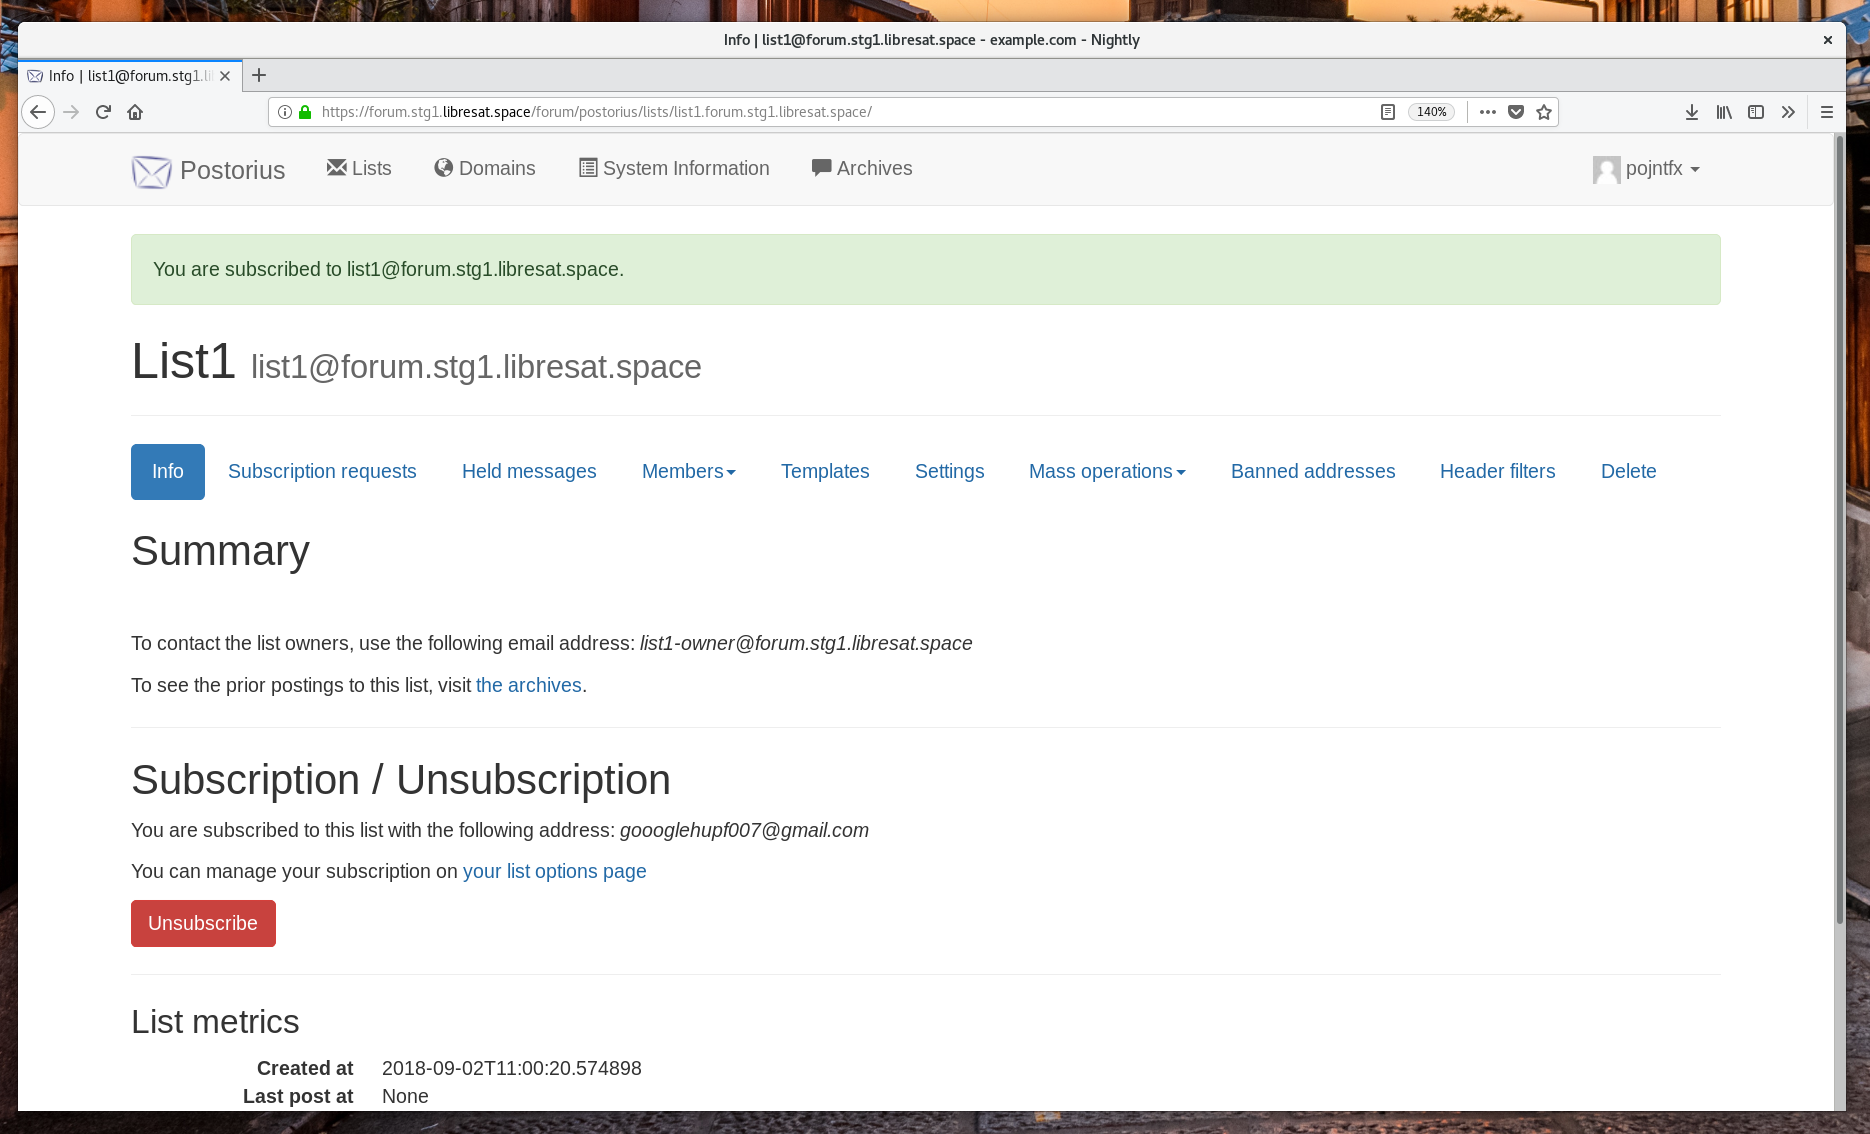 Info | list1@forum.stg1.libresat.space - example.com - Nightly
Info | list1@forum.stg1.li
https://forum.stg1.libresat.space/forum/postorius/lists/list1.forum.stg1.libresat.space/
140%
Postorius Lists Domains System Information Archives pojntfx
You are subscribed to list1@forum.stg1.libresat.space.
List1 list1@forum.stg1.libresat.space
Info Subscription requests Held messages Members Templates Settings Mass operations Banned addresses Header filters Delete
Summary
To contact the list owners, use the following email address: list1-owner@forum.stg1.libresat.space
To see the prior postings to this list, visit the archives.
Subscription / Unsubscription
You are subscribed to this list with the following address: goooglehupf007@gmail.com
You can manage your subscription on your list options page
Unsubscribe
List metrics
Created at 2018-09-02T11:00:20.574898
Last post at None